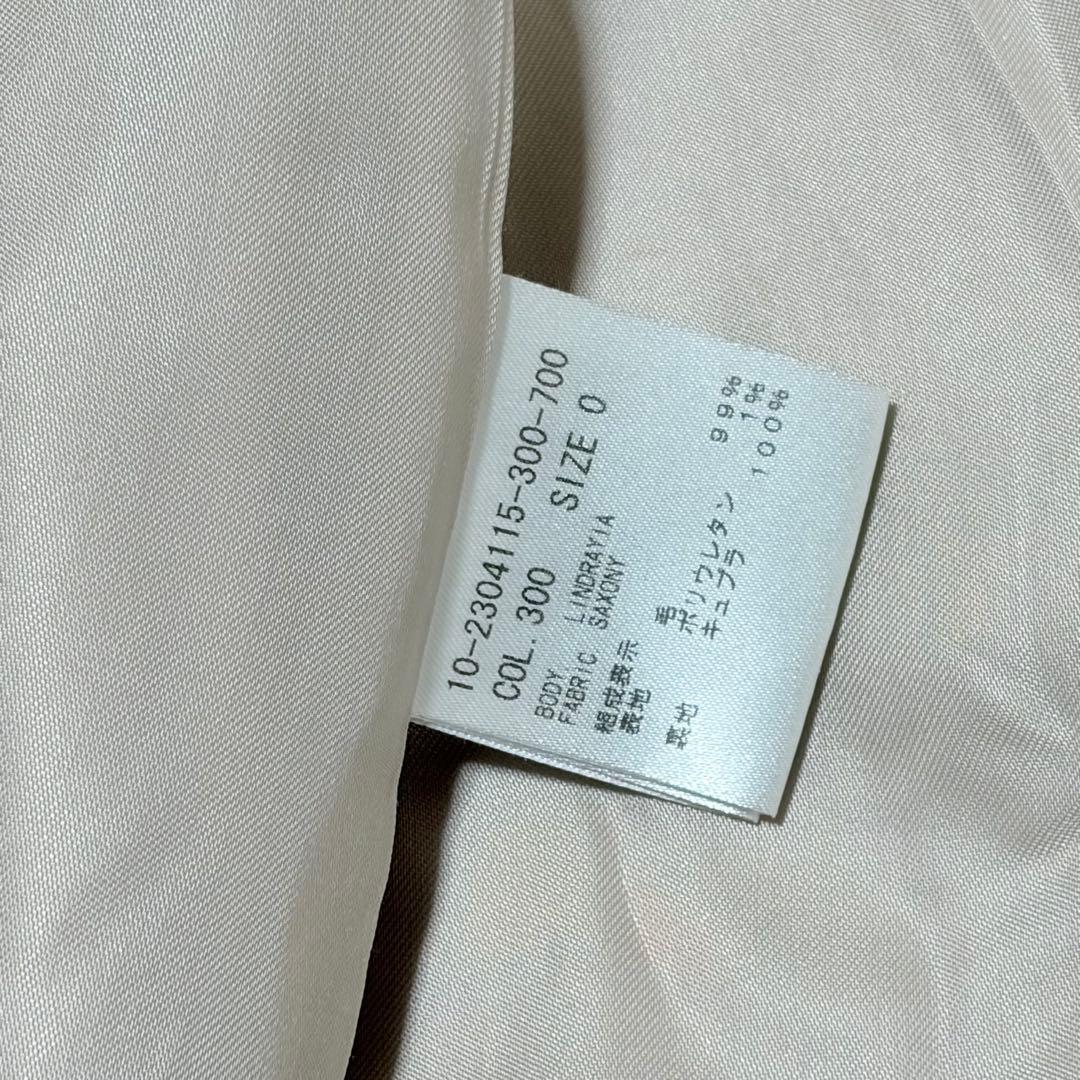 10-2304115-300-700
COL. 300 SIZE 0
BODY LINDRAYIA
FABRIC SAXONY
組成表示
表地 毛 99%
ポリウレタン 1%
裏地 キュプラ 100%